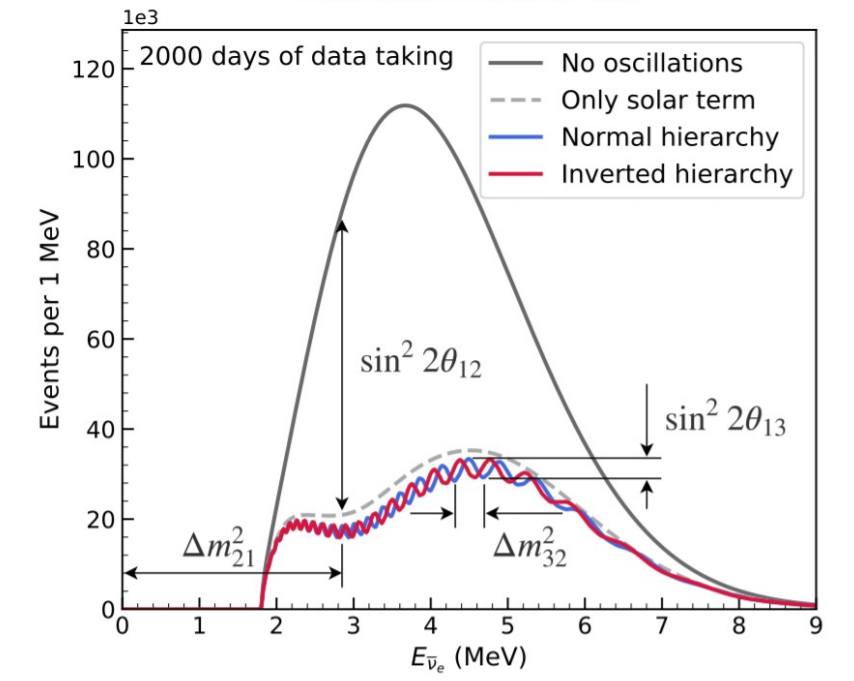 1e3
2000 days of data taking
No oscillations
Only solar term
Normal hierarchy
Inverted hierarchy
120
100
80
60
40
20
0
Events per 1 MeV
sin² 2θ₁₂
sin² 2θ₁₃
Δm²₂₁
Δm²₃₂
0 1 2 3 4 5 6 7 8 9
E_ν̅ₑ (MeV)